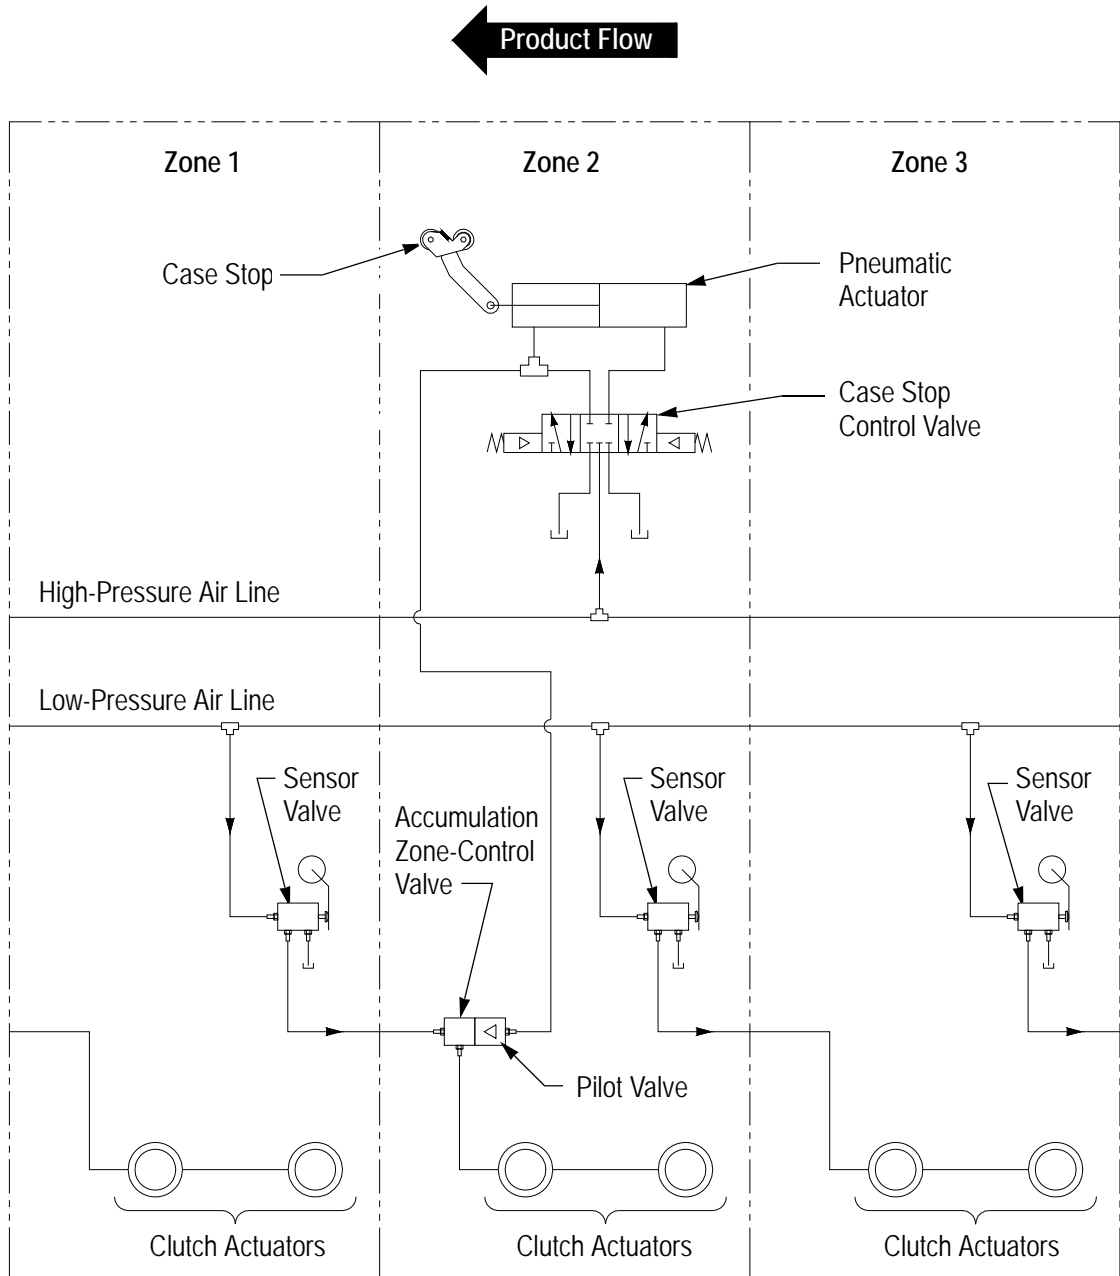 Product Flow
Zone 1
Zone 2
Zone 3
Case Stop
Pneumatic
Actuator
Case Stop
Control Valve
High-Pressure Air Line
Low-Pressure Air Line
Sensor
Valve
Accumulation
Zone-Control
Valve
Sensor
Valve
Sensor
Valve
Pilot Valve
Clutch Actuators
Clutch Actuators
Clutch Actuators